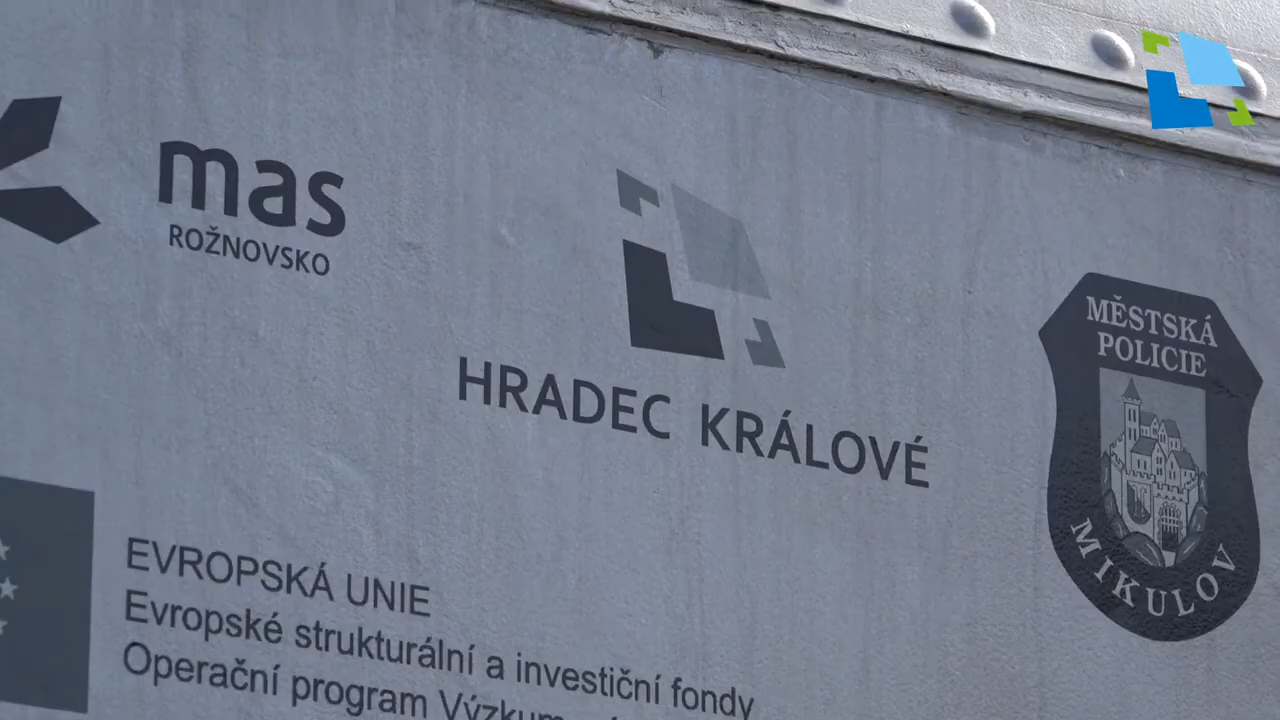 mas
ROŽNOVSKO
HRADEC KRÁLOVÉ
MĚSTSKÁ
POLICIE
MIKULOV
EVROPSKÁ UNIE
Evropské strukturální a investiční fondy
Operační program